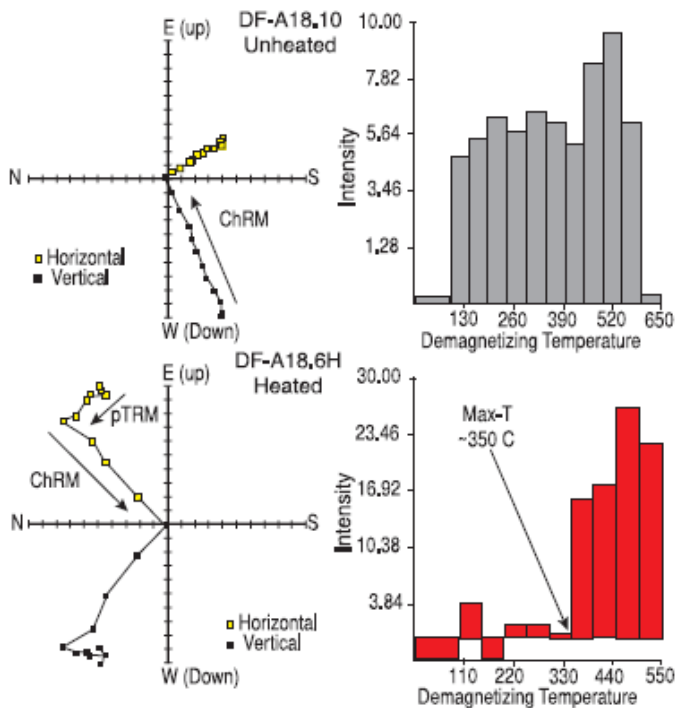 DF-A18.10
Unheated
E (up)
N
S
ChRM
Horizontal
Vertical
W (Down)
10.00
7.82
5.64
3.46
1.28
Intensity
130 260 390 520 650
Demagnetizing Temperature
DF-A18.6H
Heated
E (up)
pTRM
ChRM
N
S
Horizontal
Vertical
W (Down)
30.00
23.46
16.92
10.38
3.84
Intensity
Max-T
~350 C
110 220 330 440 550
Demagnetizing Temperature